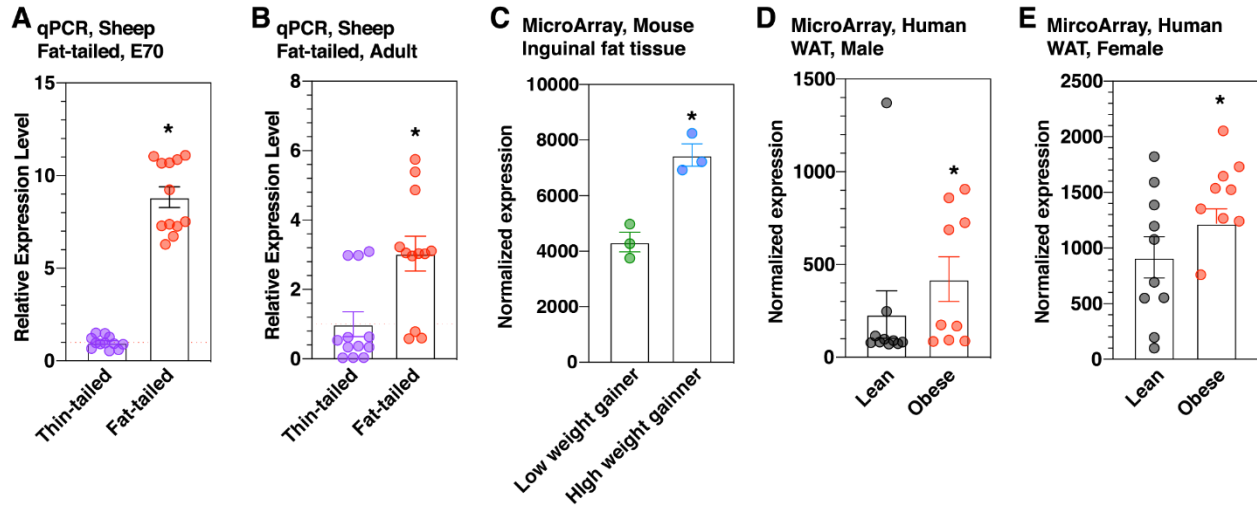 A
qPCR, Sheep
Fat-tailed, E70
Relative Expression Level
15
10
5
0
*
Thin-tailed
Fat-tailed
B
qPCR, Sheep
Fat-tailed, Adult
Relative Expression Level
8
6
4
2
0
*
Thin-tailed
Fat-tailed
C
MicroArray, Mouse
Inguinal fat tissue
Normalized expression
10000
8000
6000
4000
2000
0
*
Low weight gainer
HIgh weight gainner
D
MicroArray, Human
WAT, Male
Normalized expression
1500
1000
500
0
*
Lean
Obese
E
MircoArray, Human
WAT, Female
Normalized expression
2500
2000
1500
1000
500
0
*
Lean
Obese